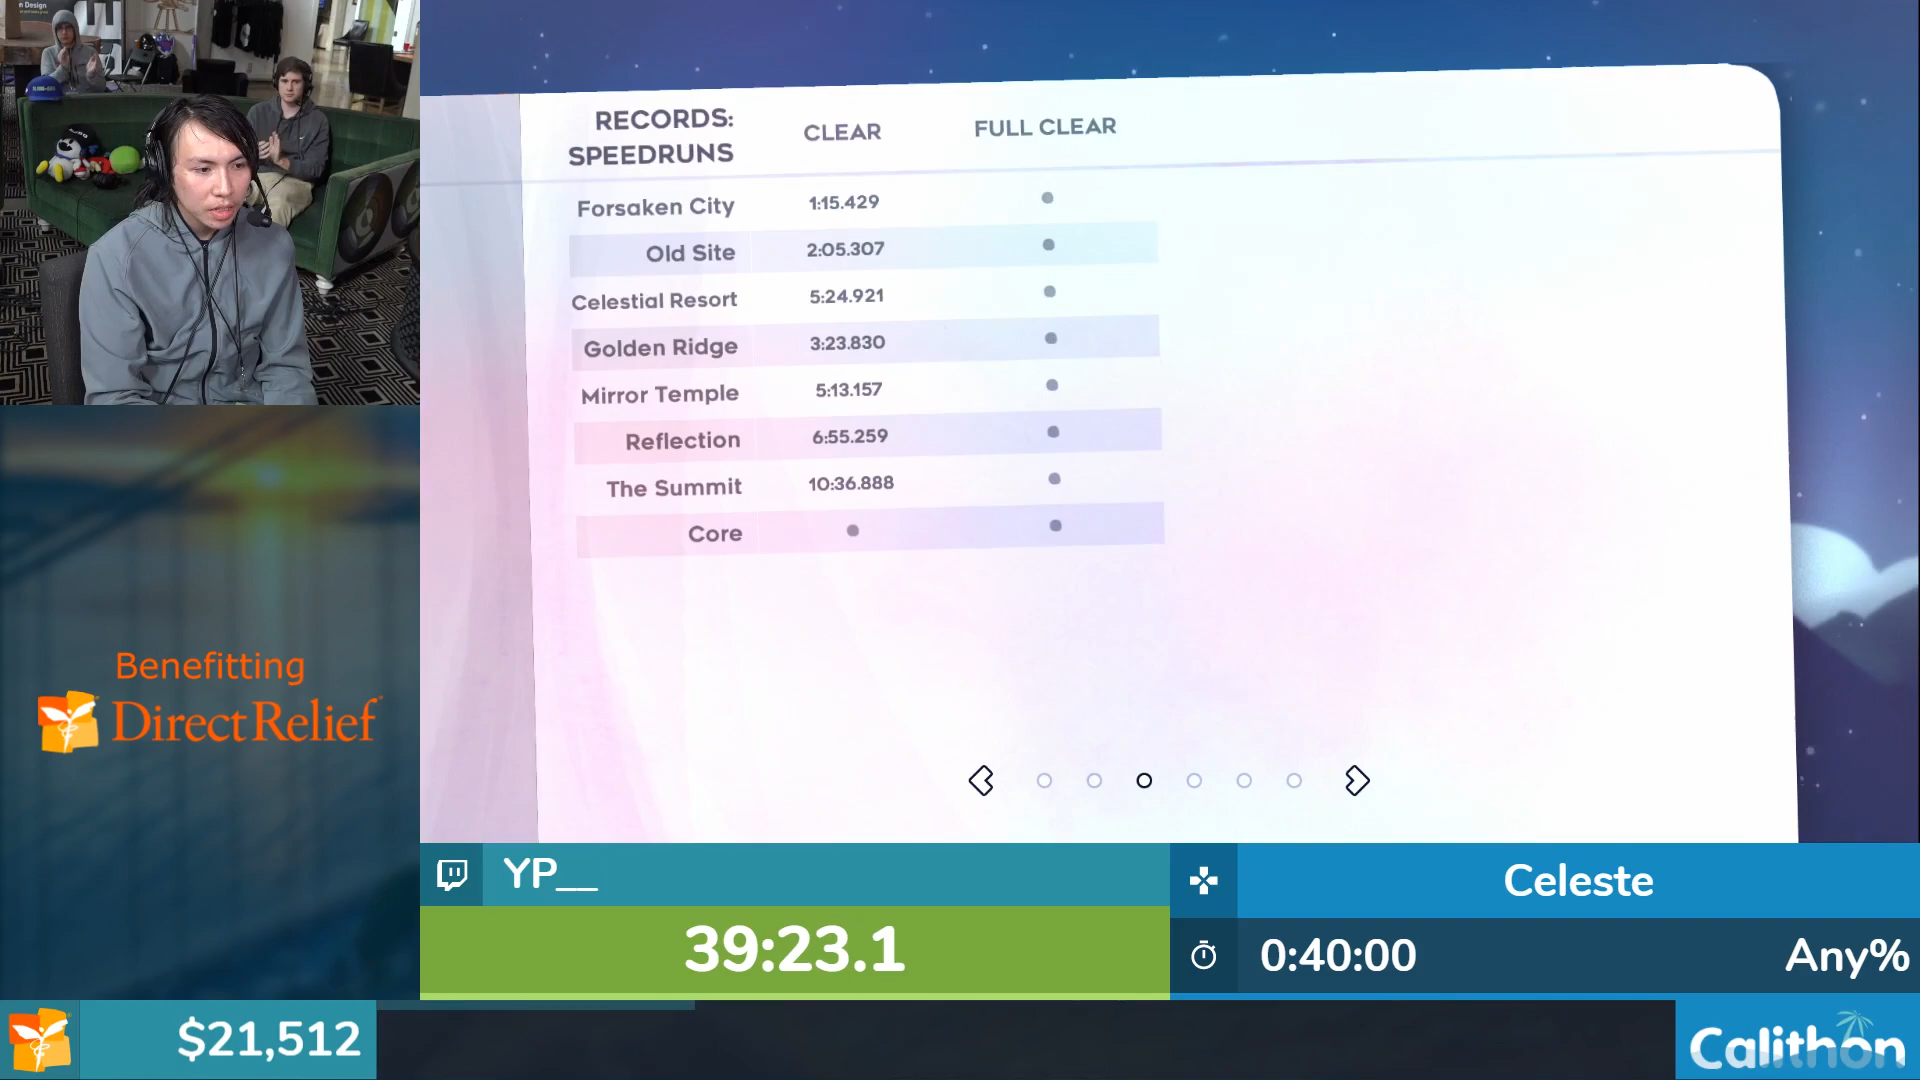 RECORDS:
SPEEDRUNS
CLEAR
FULL CLEAR
Forsaken City 1:15.429
Old Site 2:05.307
Celestial Resort 5:24.921
Golden Ridge 3:23.830
Mirror Temple 5:13.157
Reflection 6:55.259
The Summit 10:36.888
Core
Benefitting
DirectRelief
YP__
Celeste
39:23.1
0:40:00
Any%
$21,512
Calithon